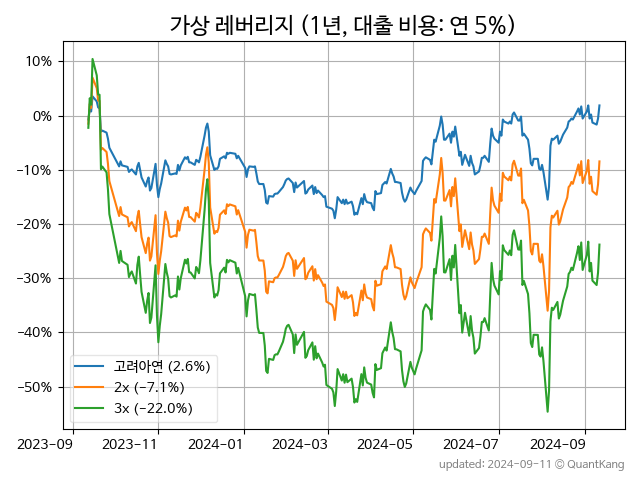 가상 레버리지 (1년, 대출 비용: 연 5%)
10%
0%
−10%
−20%
−30%
−40%
−50%
고려아연 (2.6%)
2x (−7.1%)
3x (−22.0%)
2023-09 2023-11 2024-01 2024-03 2024-05 2024-07 2024-09
updated: 2024-09-11 ⓒ QuantKang